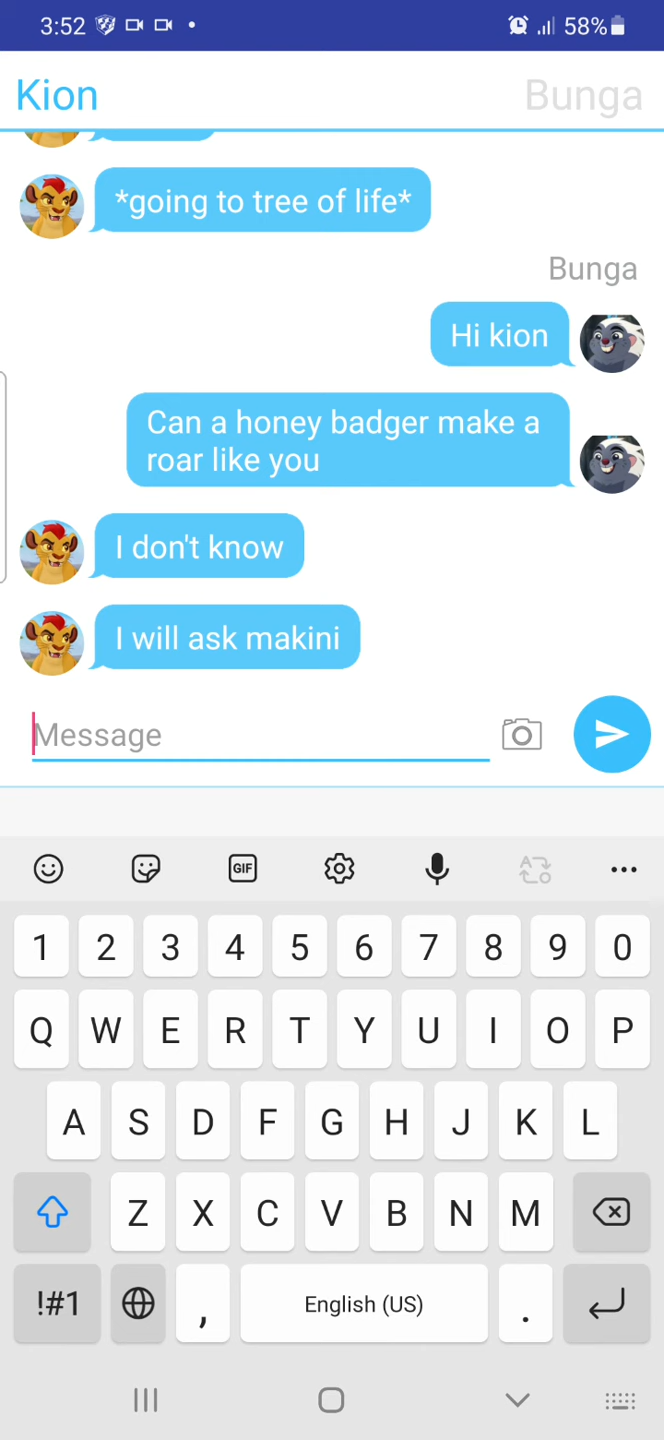 3:52
58%
Kion
Bunga
*going to tree of life*
Bunga
Hi kion
Can a honey badger make a
roar like you
I don't know
I will ask makini
Message
GIF
1 2 3 4 5 6 7 8 9 0
Q W E R T Y U I O P
A S D F G H J K L
Z X C V B N M
!#1 , English (US) .